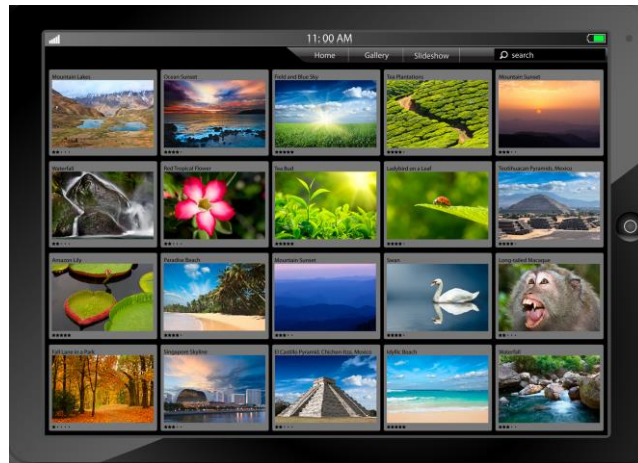 11: 00 AM
Home Gallery Slideshow search
Mountain Lakes Ocean Sunset Field and Blue Sky Tea Plantations Mountain Sunset
Waterfall Red Tropical Flower Tea Bud Ladybird on a Leaf Teotihuacan Pyramids, Mexico
Amazon Lily Paradise Beach Mountain Sunset Swan Long-tailed Macaque
Fall Lane in a Park Singapore Skyline El Castillo Pyramid, Chichen Itza, Mexico Idyllic Beach Waterfall